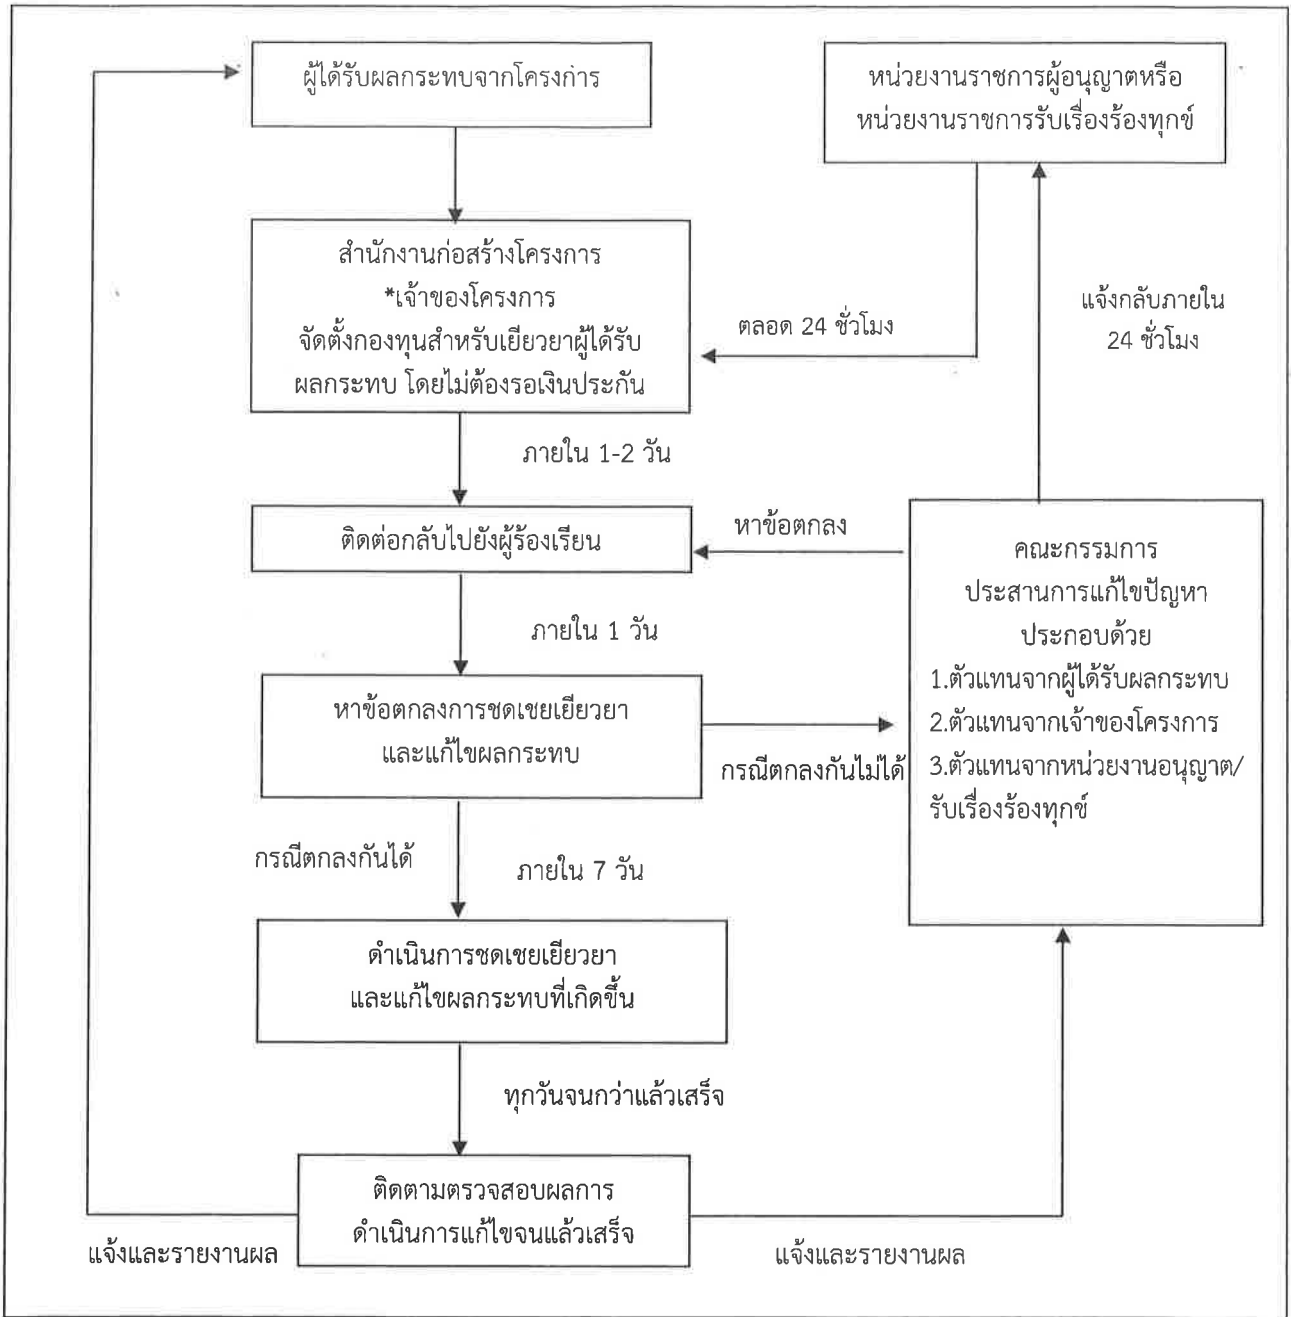 ผู้ได้รับผลกระทบจากโครงการ
หน่วยงานราชการผู้อนุญาตหรือ
หน่วยงานราชการรับเรื่องร้องทุกข์
สำนักงานก่อสร้างโครงการ
*เจ้าของโครงการ
จัดตั้งกองทุนสำหรับเยียวยาผู้ได้รับ
ผลกระทบ โดยไม่ต้องรอเงินประกัน
ตลอด 24 ชั่วโมง
แจ้งกลับภายใน
24 ชั่วโมง
ภายใน 1-2 วัน
ติดต่อกลับไปยังผู้ร้องเรียน
หาข้อตกลง
คณะกรรมการ
ประสานการแก้ไขปัญหา
ประกอบด้วย
1.ตัวแทนจากผู้ได้รับผลกระทบ
2.ตัวแทนจากเจ้าของโครงการ
3.ตัวแทนจากหน่วยงานอนุญาต/
รับเรื่องร้องทุกข์
ภายใน 1 วัน
หาข้อตกลงการชดเชยเยียวยา
และแก้ไขผลกระทบ
กรณีตกลงกันไม่ได้
กรณีตกลงกันได้
ภายใน 7 วัน
ดำเนินการชดเชยเยียวยา
และแก้ไขผลกระทบที่เกิดขึ้น
ทุกวันจนกว่าแล้วเสร็จ
ติดตามตรวจสอบผลการ
ดำเนินการแก้ไขจนแล้วเสร็จ
แจ้งและรายงานผล
แจ้งและรายงานผล